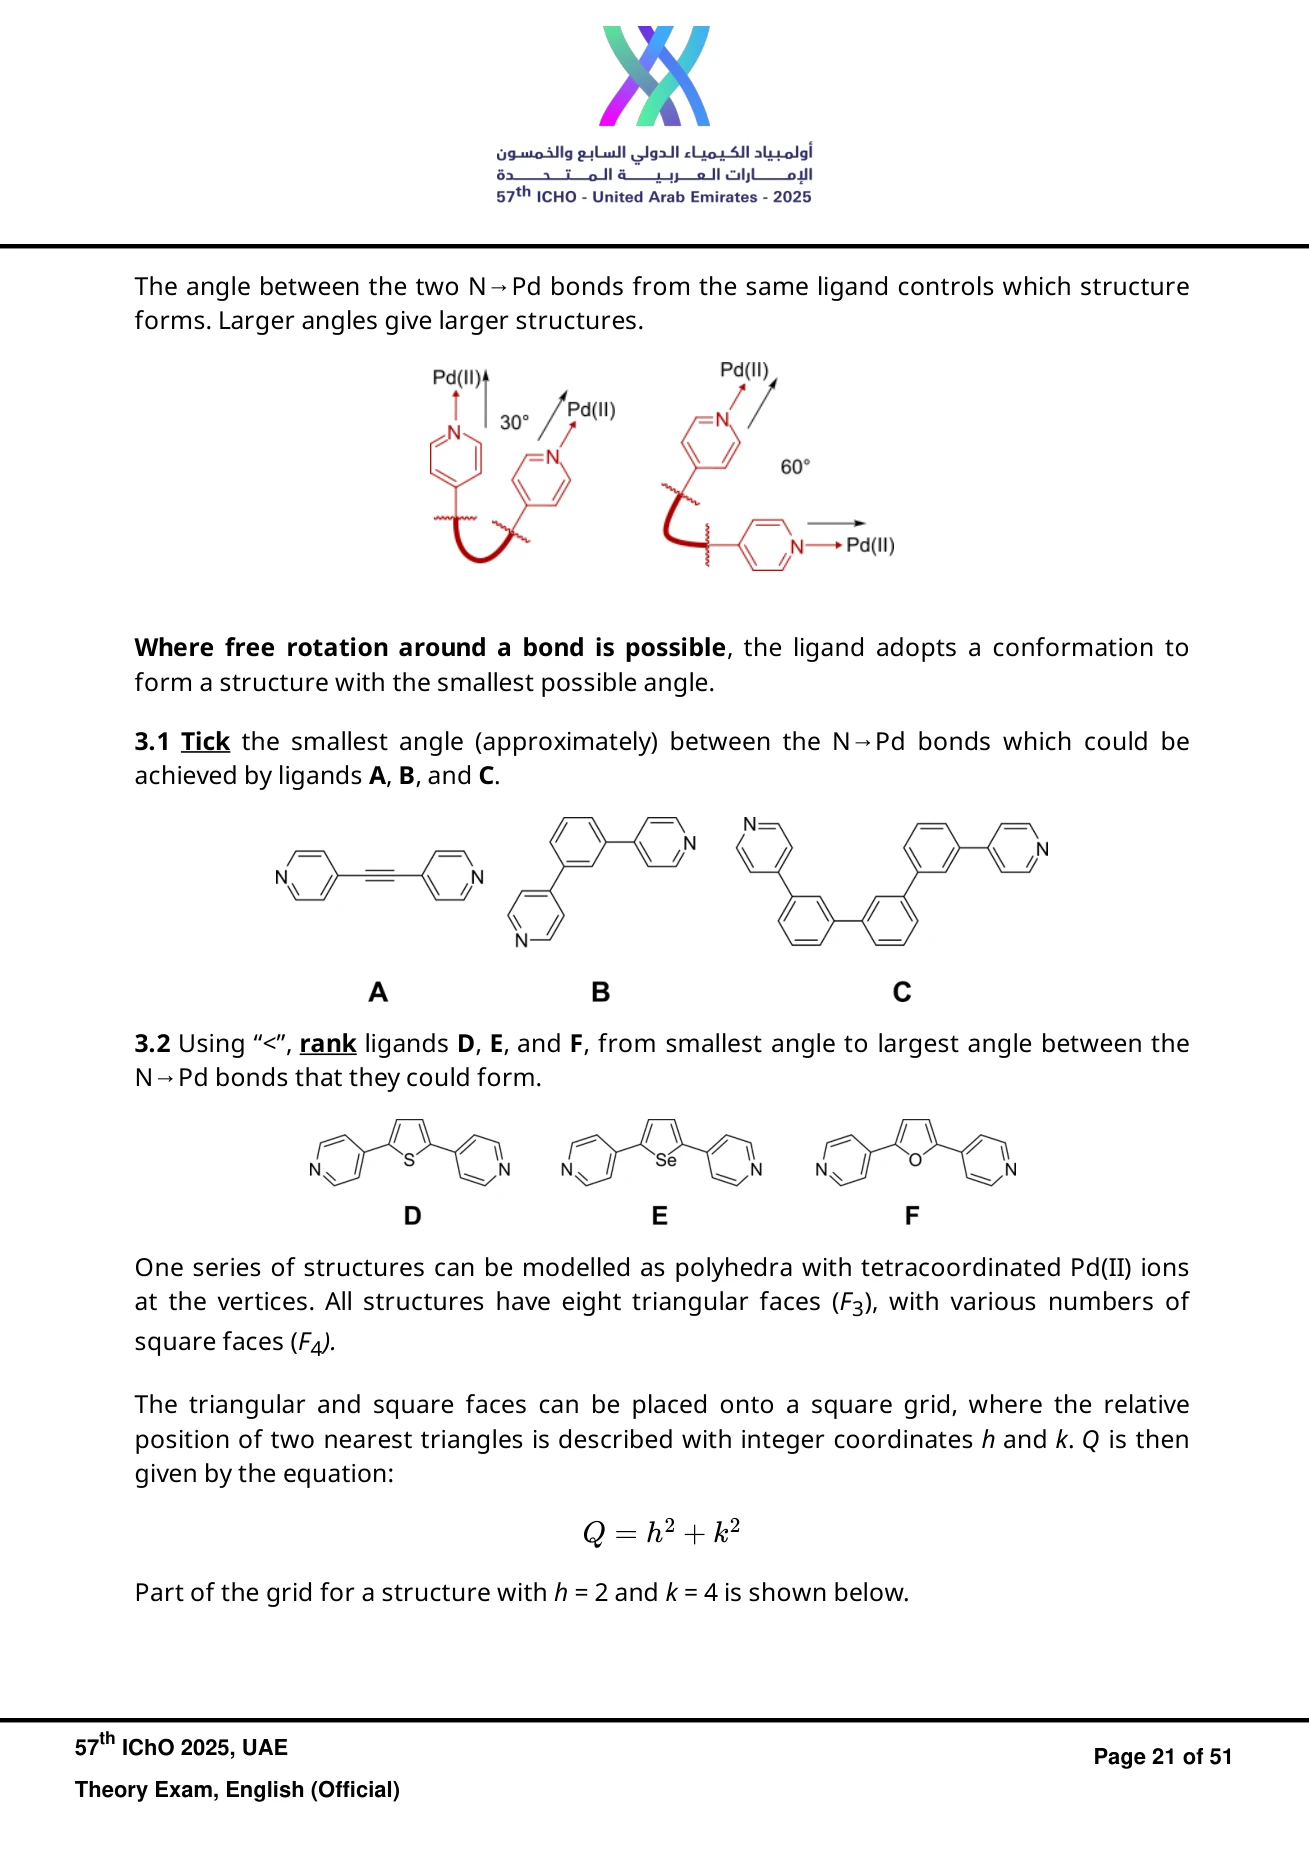 أولمبياد الكيمياء الدولي السابع والخمسون
الإمـــــارات العـــربيـــــة المـــتـــحـــــدة
57th ICHO - United Arab Emirates - 2025
The angle between the two N→Pd bonds from the same ligand controls which structure
forms. Larger angles give larger structures.
Pd(II)
30°
Pd(II)
N
N
Pd(II)
N
60°
N
Pd(II)
Where free rotation around a bond is possible, the ligand adopts a conformation to
form a structure with the smallest possible angle.
3.1 Tick the smallest angle (approximately) between the N→Pd bonds which could be
achieved by ligands A, B, and C.
N N
N N
N N
A B C
3.2 Using “<”, rank ligands D, E, and F, from smallest angle to largest angle between the
N→Pd bonds that they could form.
N S N
N Se N
N O N
D E F
One series of structures can be modelled as polyhedra with tetracoordinated Pd(II) ions
at the vertices. All structures have eight triangular faces (F3), with various numbers of
square faces (F4).
The triangular and square faces can be placed onto a square grid, where the relative
position of two nearest triangles is described with integer coordinates h and k. Q is then
given by the equation:
Q = h² + k²
Part of the grid for a structure with h = 2 and k = 4 is shown below.
57th IChO 2025, UAE
Page 21 of 51
Theory Exam, English (Official)